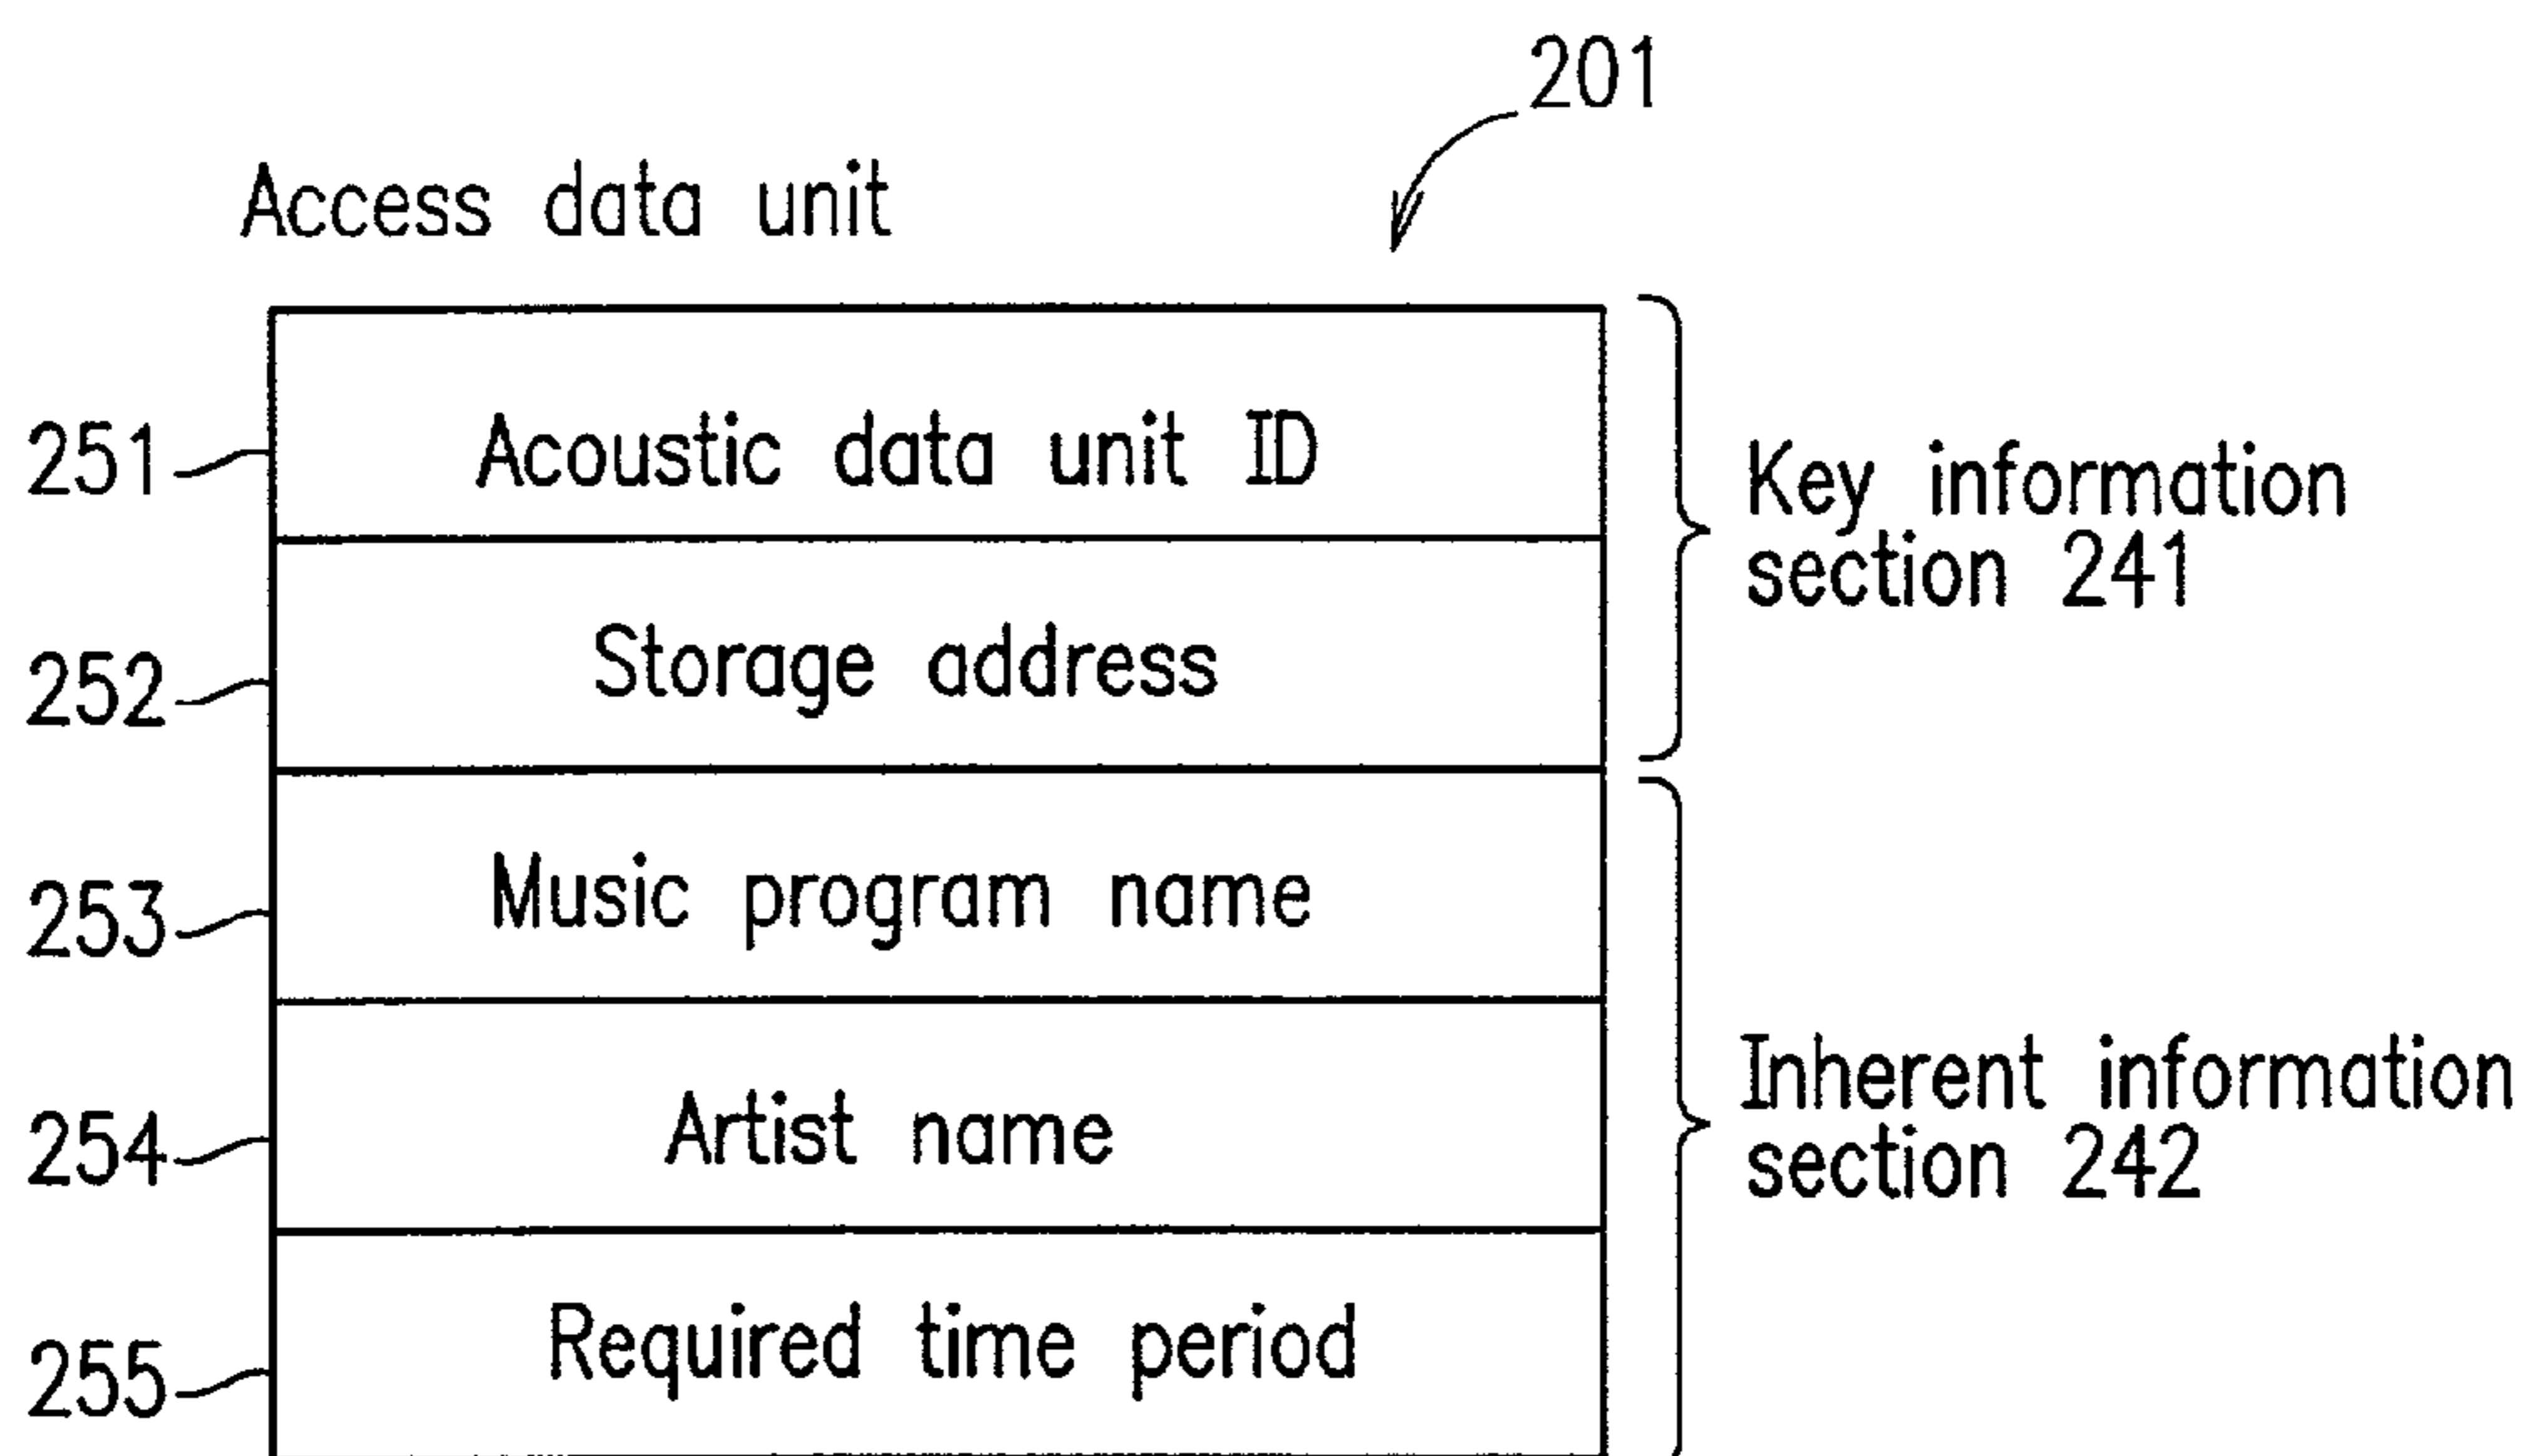 201
Access data unit
251 Acoustic data unit ID
Key information
section 241
252 Storage address
253 Music program name
254 Artist name
Inherent information
section 242
255 Required time period